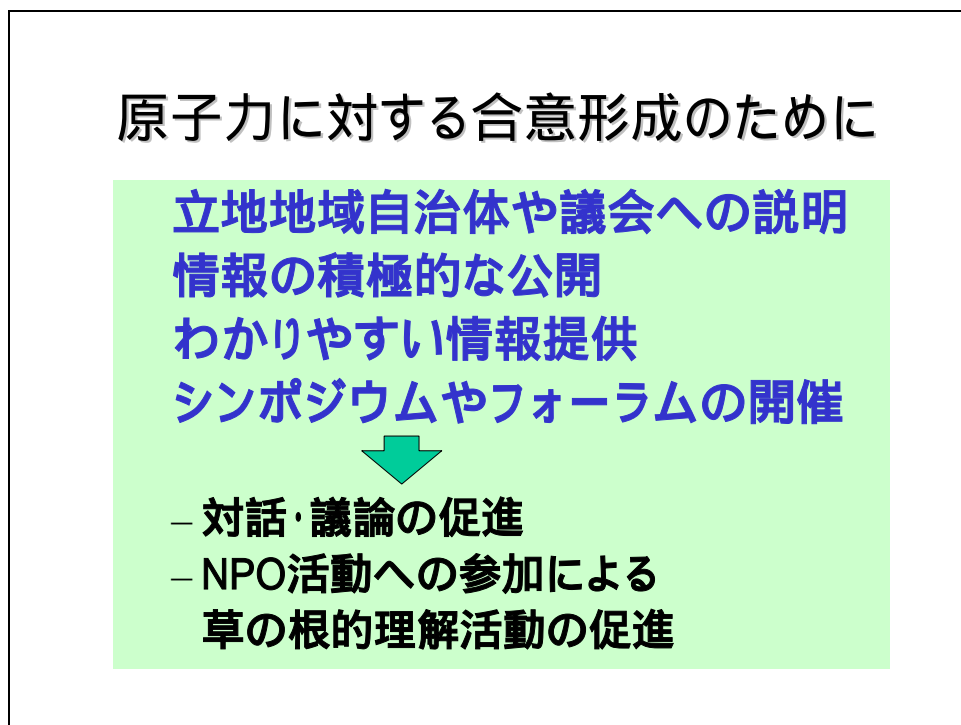 原子力に対する合意形成のために
立地地域自治体や議会への説明
情報の積極的な公開
わかりやすい情報提供
シンポジウムやフォーラムの開催
– 対話・議論の促進
– NPO活動への参加による
草の根的理解活動の促進